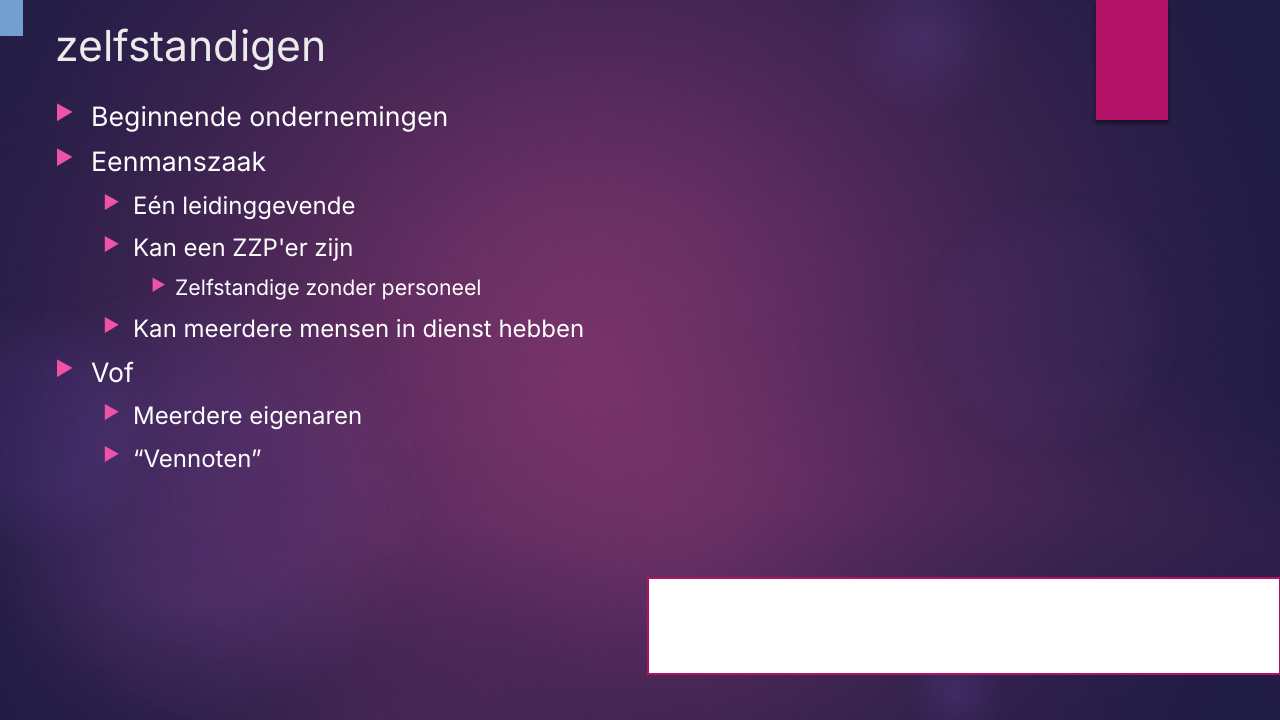 zelfstandigen
Beginnende ondernemingen
Eenmanszaak
Eén leidinggevende
Kan een ZZP'er zijn
Zelfstandige zonder personeel
Kan meerdere mensen in dienst hebben
Vof
Meerdere eigenaren
“Vennoten”